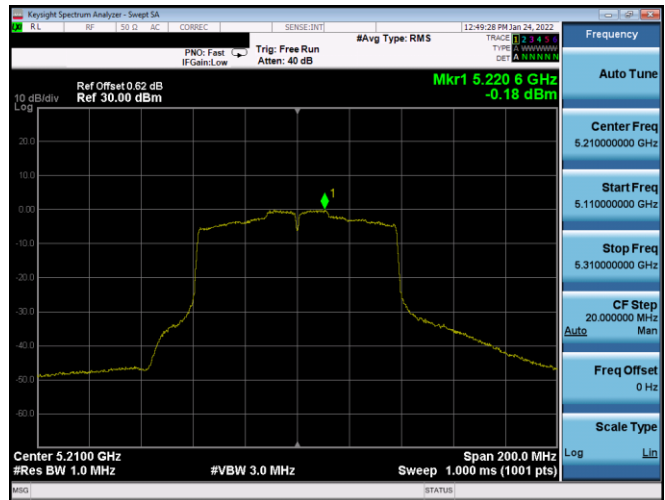 Keysight Spectrum Analyzer - Swept SA
RL RF 50 Ω AC CORREC SENSE:INT 12:49:28 PM Jan 24, 2022
#Avg Type: RMS TRACE 1 2 3 4 5 6
PNO: Fast Trig: Free Run TYPE A WWWWW
IFGain:Low Atten: 40 dB DET A N N N N N
Mkr1 5.220 6 GHz
-0.18 dBm
Ref Offset 0.62 dB
10 dB/div Ref 30.00 dBm
Log
20.0
0.00
-10.0
-20.0
-30.0
-40.0
-50.0
-60.0
1
Center 5.2100 GHz Span 200.0 MHz
#Res BW 1.0 MHz #VBW 3.0 MHz Sweep 1.000 ms (1001 pts)
MSG STATUS
Frequency
Auto Tune
Center Freq
5.210000000 GHz
Start Freq
5.110000000 GHz
Stop Freq
5.310000000 GHz
CF Step
20.000000 MHz
Auto Man
Freq Offset
0 Hz
Scale Type
Log Lin